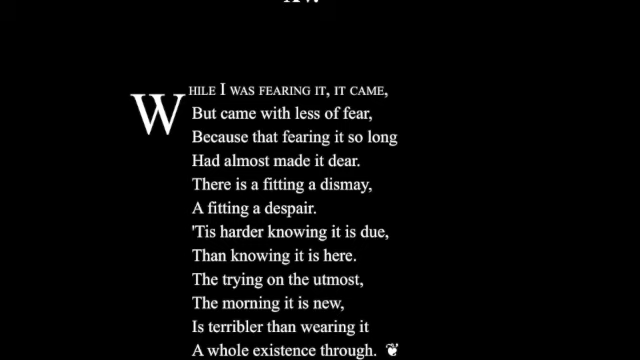 WHILE I WAS FEARING IT, IT CAME,
But came with less of fear,
Because that fearing it so long
Had almost made it dear.
There is a fitting a dismay,
A fitting a despair.
'Tis harder knowing it is due,
Than knowing it is here.
The trying on the utmost,
The morning it is new,
Is terribler than wearing it
A whole existence through. ❦